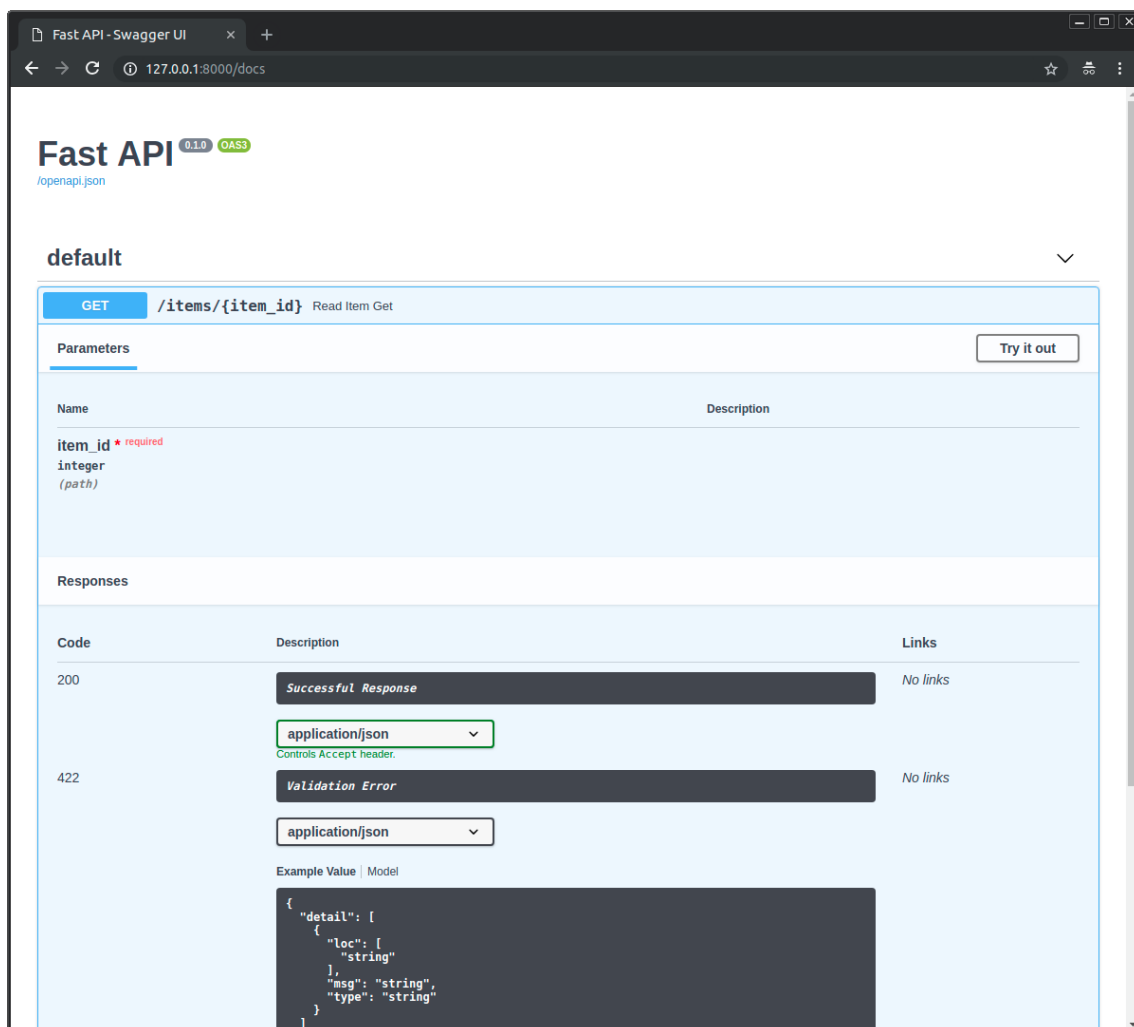 Fast API - Swagger UI
127.0.0.1:8000/docs
Fast API 0.1.0 OAS3
/openapi.json
default
GET /items/{item_id} Read Item Get
Parameters Try it out
Name Description
item_id * required
integer
(path)
Responses
Code Description Links
200 Successful Response No links
application/json
Controls Accept header.
422 Validation Error No links
application/json
Example Value Model
{
"detail": [
{
"loc": [
"string"
],
"msg": "string",
"type": "string"
}
]